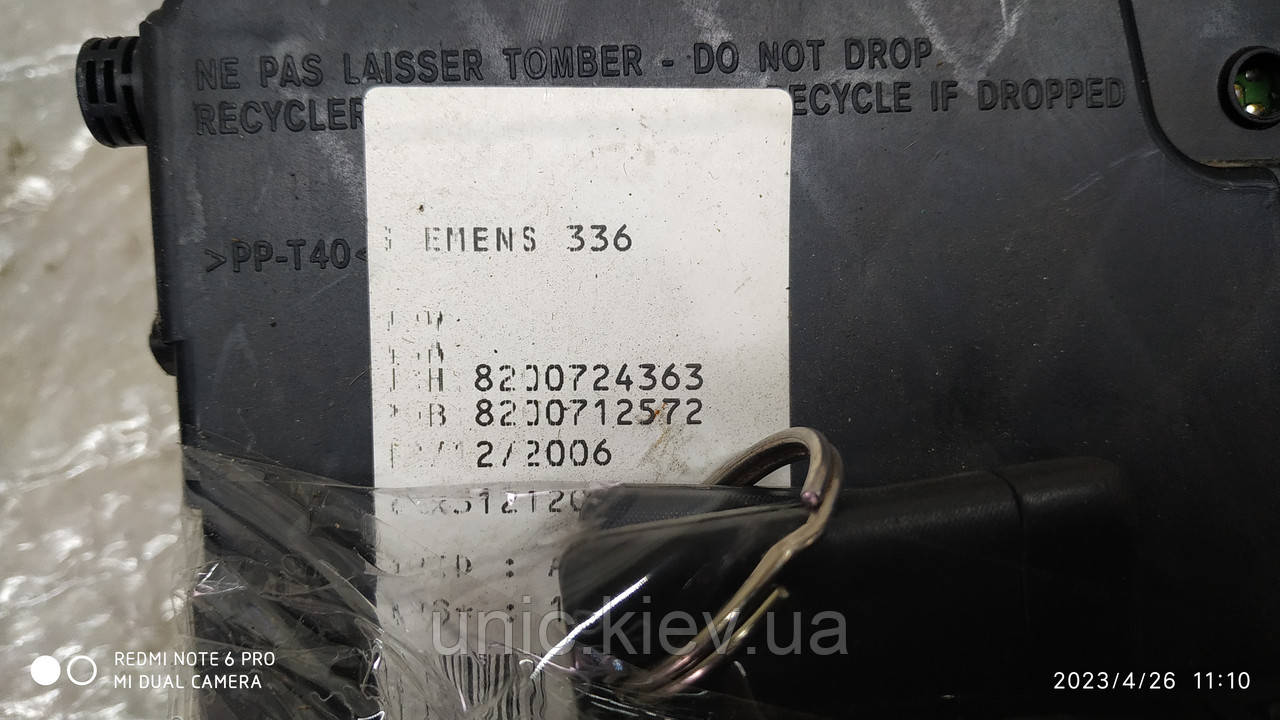 NE PAS LAISSER TOMBER - DO NOT DROP
RECYCLER ECYCLE IF DROPPED
EMENS 336
>PP-T40<
H 8200724363
B 8200712572
2/2006
: A
: 1
unic.kiev.ua
REDMI NOTE 6 PRO
MI DUAL CAMERA
2023/4/26 11:10